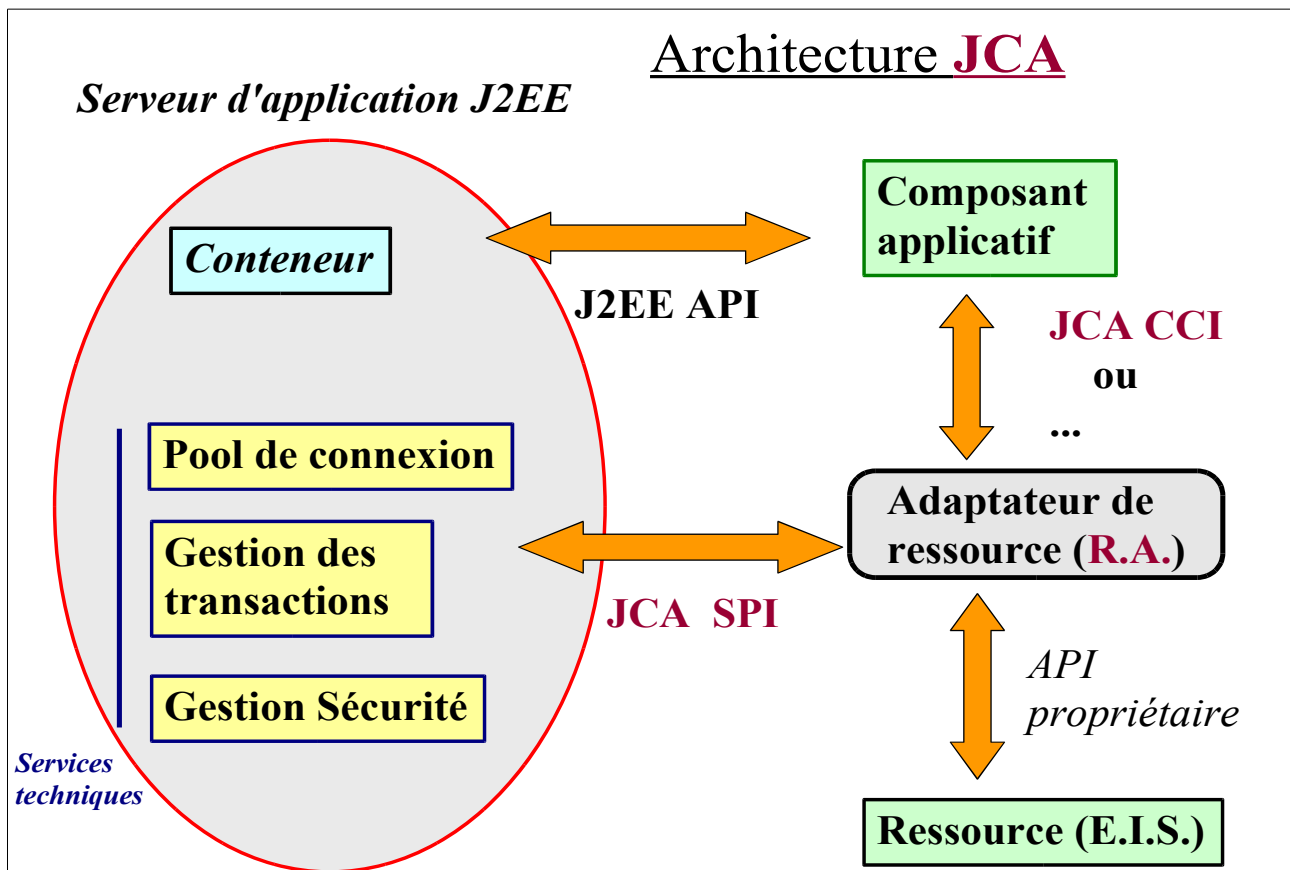 Architecture JCA
Serveur d'application J2EE
Conteneur
J2EE API
Composant
applicatif
JCA CCI
ou
...
Pool de connexion
Gestion des
transactions
Gestion Sécurité
Services
techniques
JCA SPI
Adaptateur de
ressource (R.A.)
API
propriétaire
Ressource (E.I.S.)